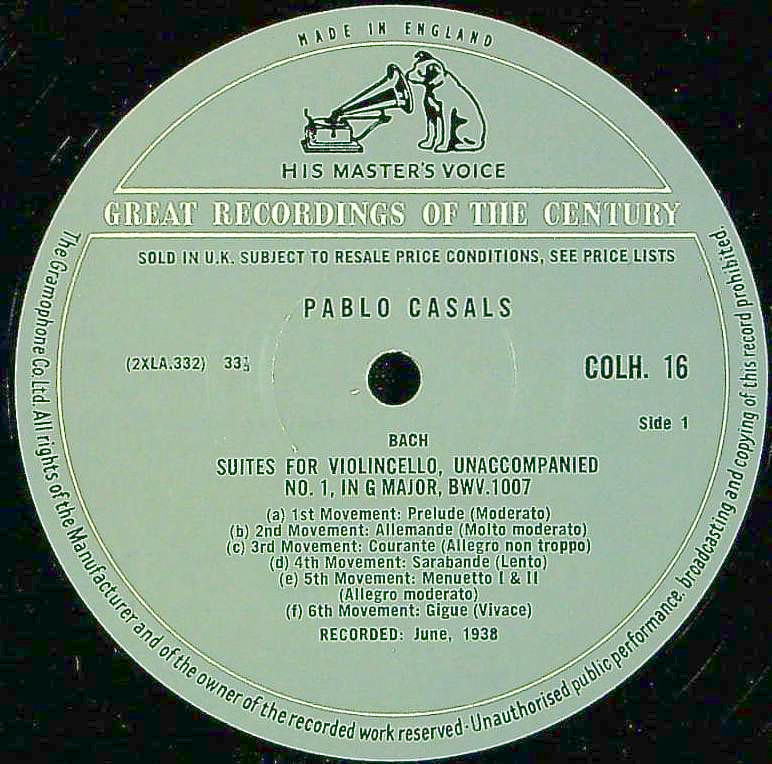 MADE IN ENGLAND
HIS MASTER'S VOICE
GREAT RECORDINGS OF THE CENTURY
SOLD IN U.K. SUBJECT TO RESALE PRICE CONDITIONS, SEE PRICE LISTS
PABLO CASALS
(2XLA.332) 33⅓
COLH. 16
Side 1
BACH
SUITES FOR VIOLINCELLO, UNACCOMPANIED
NO. 1, IN G MAJOR, BWV.1007
(a) 1st Movement: Prelude (Moderato)
(b) 2nd Movement: Allemande (Molto moderato)
(c) 3rd Movement: Courante (Allegro non troppo)
(d) 4th Movement: Sarabande (Lento)
(e) 5th Movement: Menuetto I & II
(Allegro moderato)
(f) 6th Movement: Gigue (Vivace)
RECORDED: June, 1938
The Gramophone Co. Ltd. All rights of the Manufacturer and of the owner of the recorded work reserved · Unauthorised public performance, broadcasting and copying of this record prohibited.